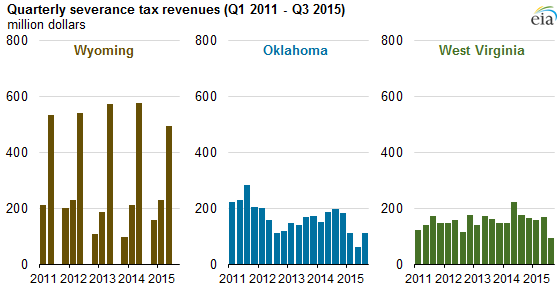 Quarterly severance tax revenues (Q1 2011 - Q3 2015)
million dollars
eia
Wyoming
800
600
400
200
0
2011 2012 2013 2014 2015
Oklahoma
800
600
400
200
0
2011 2012 2013 2014 2015
West Virginia
800
600
400
200
0
2011 2012 2013 2014 2015